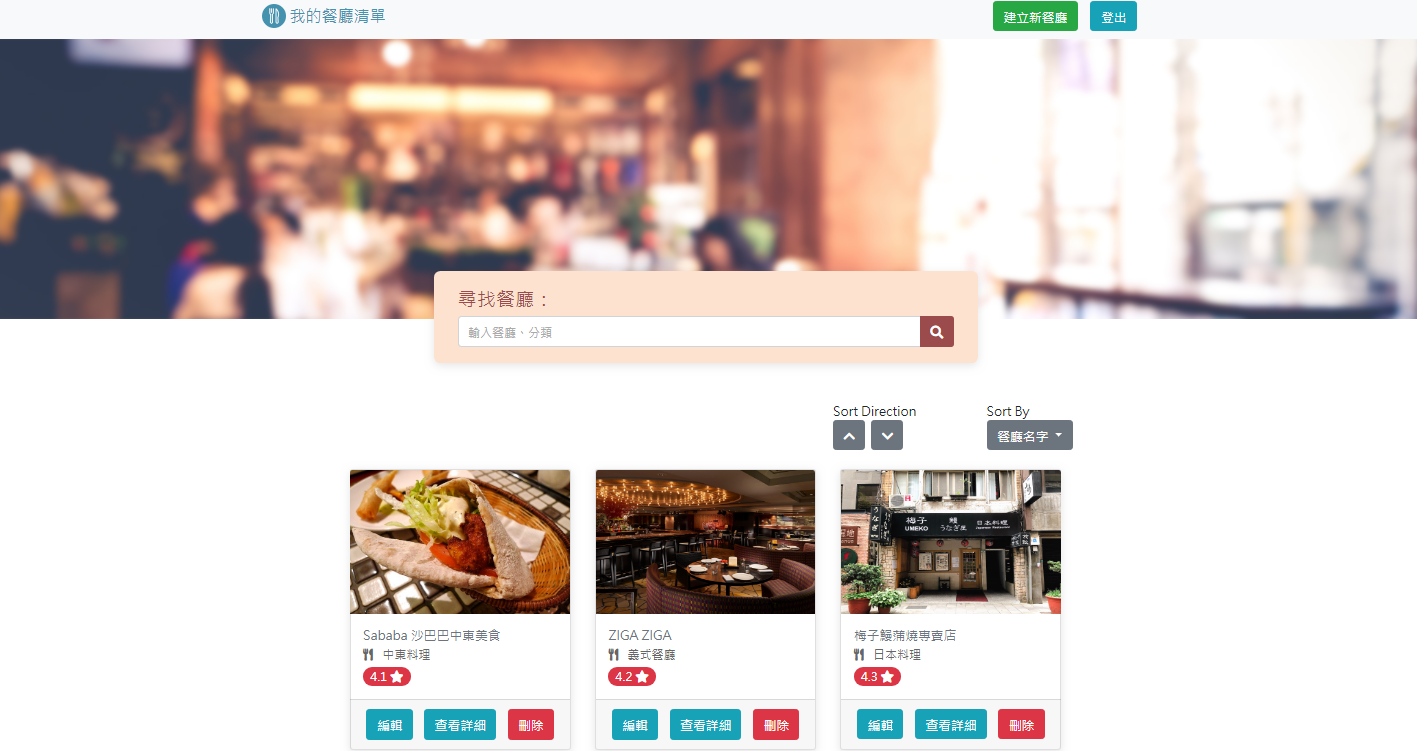 我的餐廳清單
建立新餐廳
登出
尋找餐廳：
輸入餐廳、分類
Sort Direction
Sort By
餐廳名字
梅子
UMEKO
鰻
うなぎ屋
日本料理
Japanese Restaurant
うなぎ
Sababa 沙巴巴中東美食
中東料理
4.1
編輯
查看詳細
刪除
ZIGA ZIGA
義式餐廳
4.2
編輯
查看詳細
刪除
梅子鰻蒲燒專賣店
日本料理
4.3
編輯
查看詳細
刪除